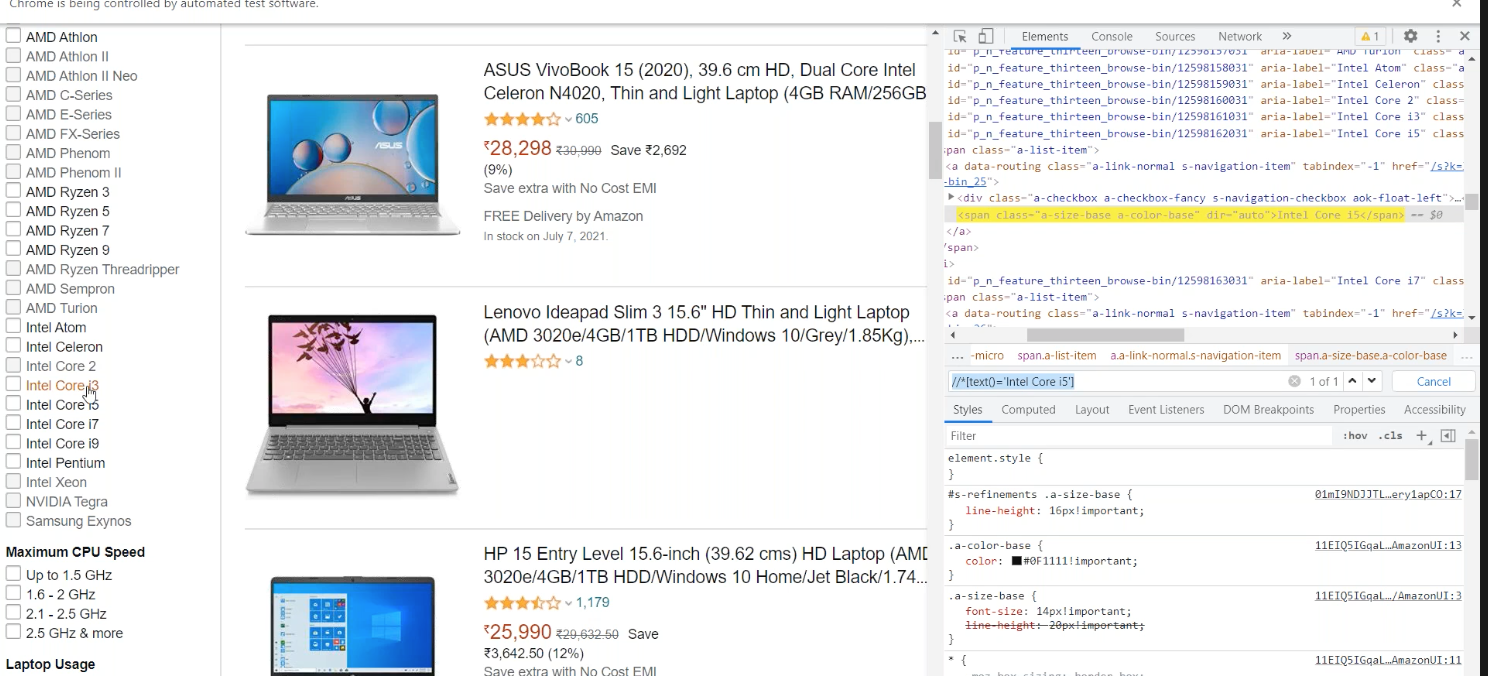 Chrome is being controlled by automated test software.
AMD Athlon
AMD Athlon II
AMD Athlon II Neo
AMD C-Series
AMD E-Series
AMD FX-Series
AMD Phenom
AMD Phenom II
AMD Ryzen 3
AMD Ryzen 5
AMD Ryzen 7
AMD Ryzen 9
AMD Ryzen Threadripper
AMD Sempron
AMD Turion
Intel Atom
Intel Celeron
Intel Core 2
Intel Core i3
Intel Core i5
Intel Core i7
Intel Core i9
Intel Pentium
Intel Xeon
NVIDIA Tegra
Samsung Exynos
Maximum CPU Speed
Up to 1.5 GHz
1.6 - 2 GHz
2.1 - 2.5 GHz
2.5 GHz & more
Laptop Usage
ASUS VivoBook 15 (2020), 39.6 cm HD, Dual Core Intel
Celeron N4020, Thin and Light Laptop (4GB RAM/256GB
605
₹28,298 ₹30,990 Save ₹2,692
(9%)
Save extra with No Cost EMI
FREE Delivery by Amazon
In stock on July 7, 2021.
Lenovo Ideapad Slim 3 15.6" HD Thin and Light Laptop
(AMD 3020e/4GB/1TB HDD/Windows 10/Grey/1.85Kg),...
8
HP 15 Entry Level 15.6-inch (39.62 cms) HD Laptop (AMD
3020e/4GB/1TB HDD/Windows 10 Home/Jet Black/1.74...
1,179
₹25,990 ₹29,632.50 Save
₹3,642.50 (12%)
Save extra with No Cost EMI
Elements Console Sources Network » 1
id="p_n_feature_thirteen_browse-bin/12598157031" aria-label="AMD Turion" class="a
id="p_n_feature_thirteen_browse-bin/12598158031" aria-label="Intel Atom" class="a
id="p_n_feature_thirteen_browse-bin/12598159031" aria-label="Intel Celeron" class
id="p_n_feature_thirteen_browse-bin/12598160031" aria-label="Intel Core 2" class=
id="p_n_feature_thirteen_browse-bin/12598161031" aria-label="Intel Core i3" class
id="p_n_feature_thirteen_browse-bin/12598162031" aria-label="Intel Core i5" class
span class="a-list-item">
<a data-routing class="a-link-normal s-navigation-item" tabindex="-1" href="/s?k=
-bin_25">
<div class="a-checkbox a-checkbox-fancy s-navigation-checkbox aok-float-left">…
<span class="a-size-base a-color-base" dir="auto">Intel Core i5</span> == $0
</a>
/span>
i>
id="p_n_feature_thirteen_browse-bin/12598163031" aria-label="Intel Core i7" class
span class="a-list-item">
<a data-routing class="a-link-normal s-navigation-item" tabindex="-1" href="/s?k=
... -micro span.a-list-item a.a-link-normal.s-navigation-item span.a-size-base.a-color-base ...
//*[text()='Intel Core i5'] 1 of 1 Cancel
Styles Computed Layout Event Listeners DOM Breakpoints Properties Accessibility
Filter :hov .cls +
element.style {
}
#s-refinements .a-size-base { 01mI9NDJJTL…ery1apCO:17
line-height: 16px!important;
}
.a-color-base { 11EIQ5IGqaL…AmazonUI:13
color: #0F1111!important;
}
.a-size-base { 11EIQ5IGqaL…/AmazonUI:3
font-size: 14px!important;
line-height: 20px!important;
}
* { 11EIQ5IGqaL…AmazonUI:11